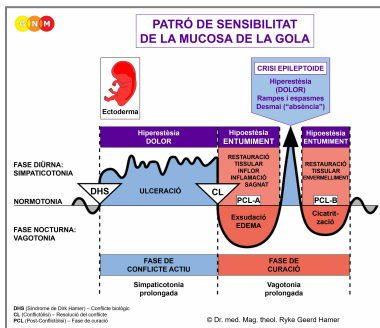 GNM
PATRÓ DE SENSIBILITAT
DE LA MUCOSA DE LA GOLA
CRISI EPILEPTOIDE
Hiperestèsia
(DOLOR)
Rampes i espasmes
Desmai ("absència")
Ectoderma
Hiperestèsia
DOLOR
Hipoestèsia
ENTUMIMENT
Hipoestèsia
ENTUMIMENT
FASE DIÜRNA:
SIMPATICOTONIA
RESTAURACIÓ
TISSULAR
INFLOR
INFLAMACIÓ
SAGNAT
RESTAURACIÓ
TISSULAR
ENVERMELLIMENT
DHS
ULCERACIÓ
CL
PCL-A
PCL-B
NORMOTONIA
FASE NOCTURNA:
VAGOTONIA
Exsudació
EDEMA
Cicatrit-
zació
FASE DE
CONFLICTE ACTIU
FASE DE
CURACIÓ
Simpaticotonia
prolongada
Vagotonia
prolongada
DHS (Síndrome de Dirk Hamer) – Conflicte biològic
CL (Conflictòlisi) – Resolució del conflicte
PCL (Post-Conflictòlisi) – Fase de curació
© Dr. med. Mag. theol. Ryke Geerd Hamer